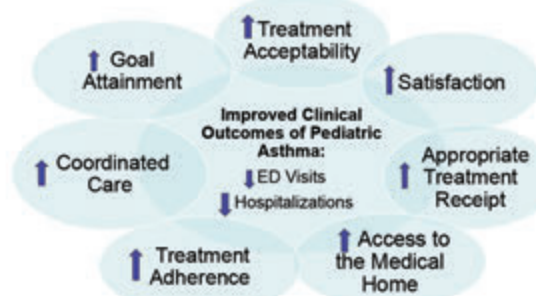 Treatment
Acceptability
Goal
Attainment
Satisfaction
Improved Clinical
Outcomes of Pediatric
Asthma:
ED Visits
Hospitalizations
Coordinated
Care
Appropriate
Treatment
Receipt
Treatment
Adherence
Access to
the Medical
Home